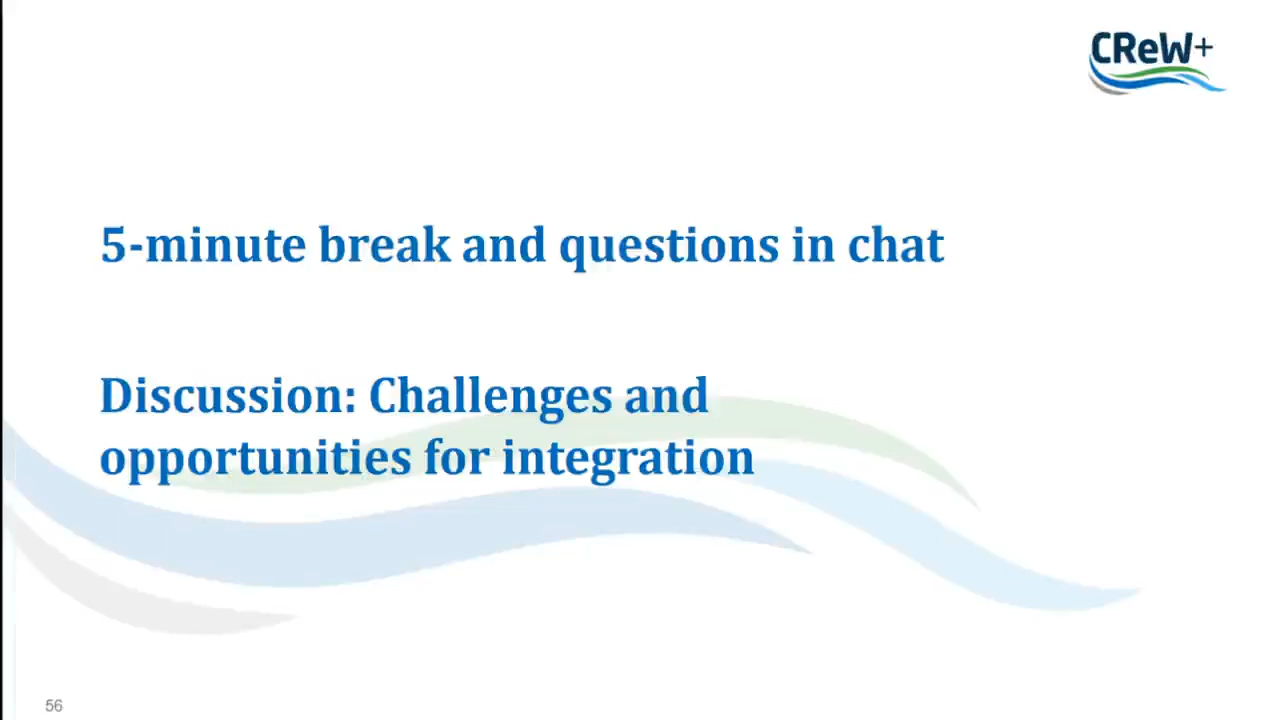 CReW+
5-minute break and questions in chat
Discussion: Challenges and
opportunities for integration
56